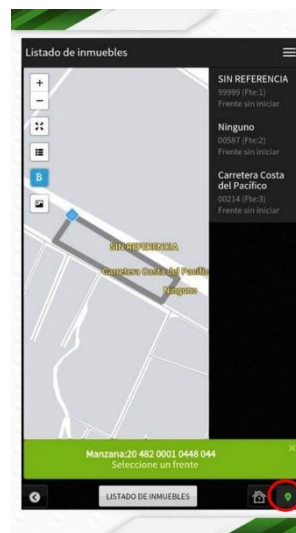 Listado de inmuebles
+
SIN REFERENCIA
99999 (Fte:1)
Frente sin iniciar
−
Ninguno
00587 (Fte:2)
Frente sin iniciar
Carretera Costa
del Pacífico
00214 (Fte:3)
Frente sin iniciar
B
SIN REFERENCIA
Carretera Costa del Pacífico
Ninguno
Manzana:20 482 0001 0448 044
×
Seleccione un frente
LISTADO DE INMUEBLES